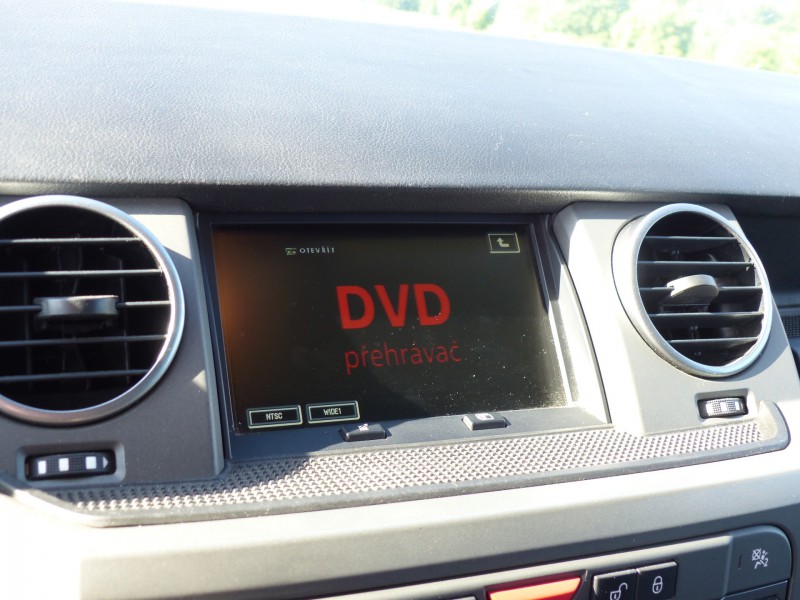 OTEVŘÍT
DVD
přehrávač
NTSC
WIDE1